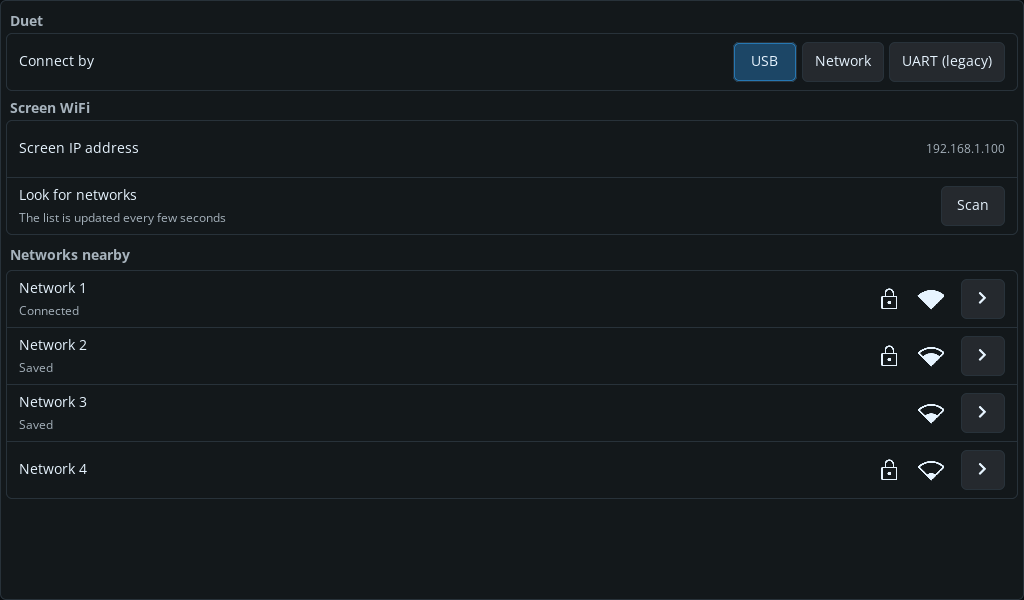 Duet
Connect by
USB
Network
UART (legacy)
Screen WiFi
Screen IP address
192.168.1.100
Look for networks
The list is updated every few seconds
Scan
Networks nearby
Network 1
Connected
Network 2
Saved
Network 3
Saved
Network 4